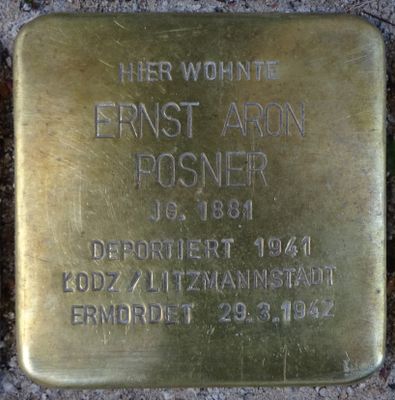 HIER WOHNTE
ERNST ARON
POSNER
JG. 1881
DEPORTIERT 1941
ŁODZ/LITZMANNSTADT
ERMORDET 29.3.1942